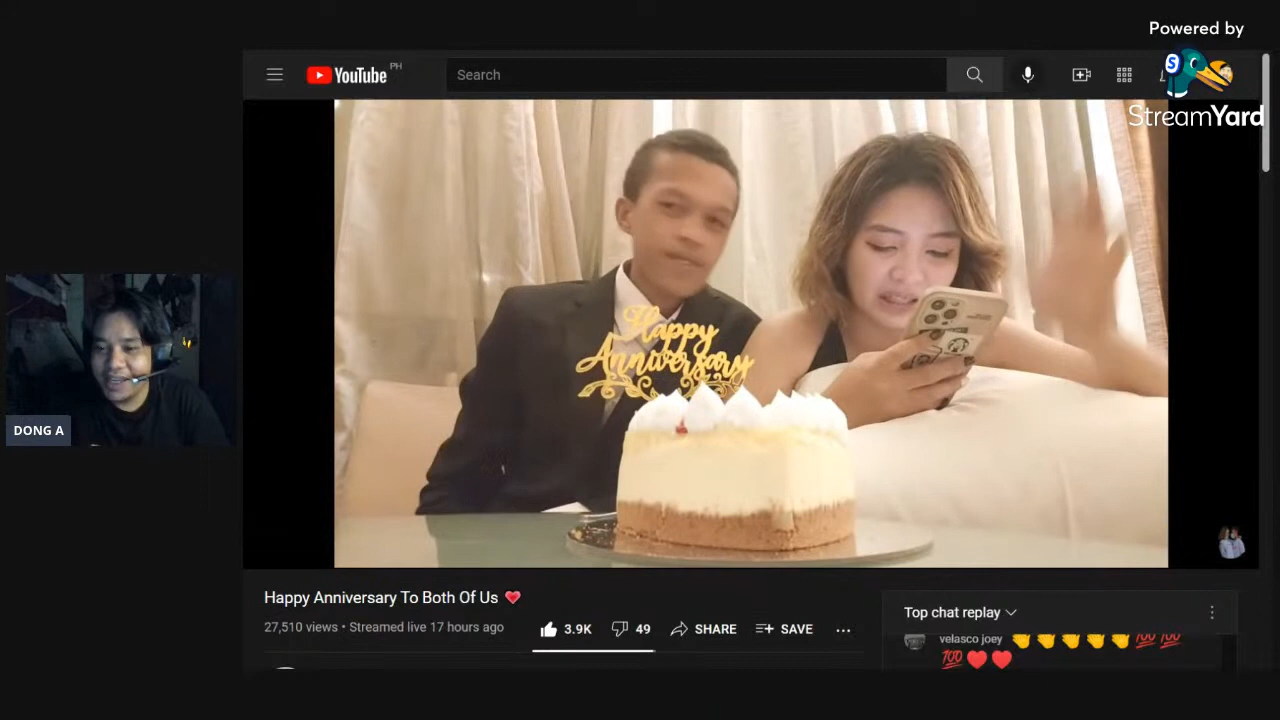 Powered by
StreamYard
YouTube PH
Search
Happy
Anniversary
DONG A
Happy Anniversary To Both Of Us ❤️
27,510 views • Streamed live 17 hours ago
3.9K
49
SHARE
SAVE
Top chat replay
velasco joey 👏👏👏👏👏💯💯
💯❤️❤️